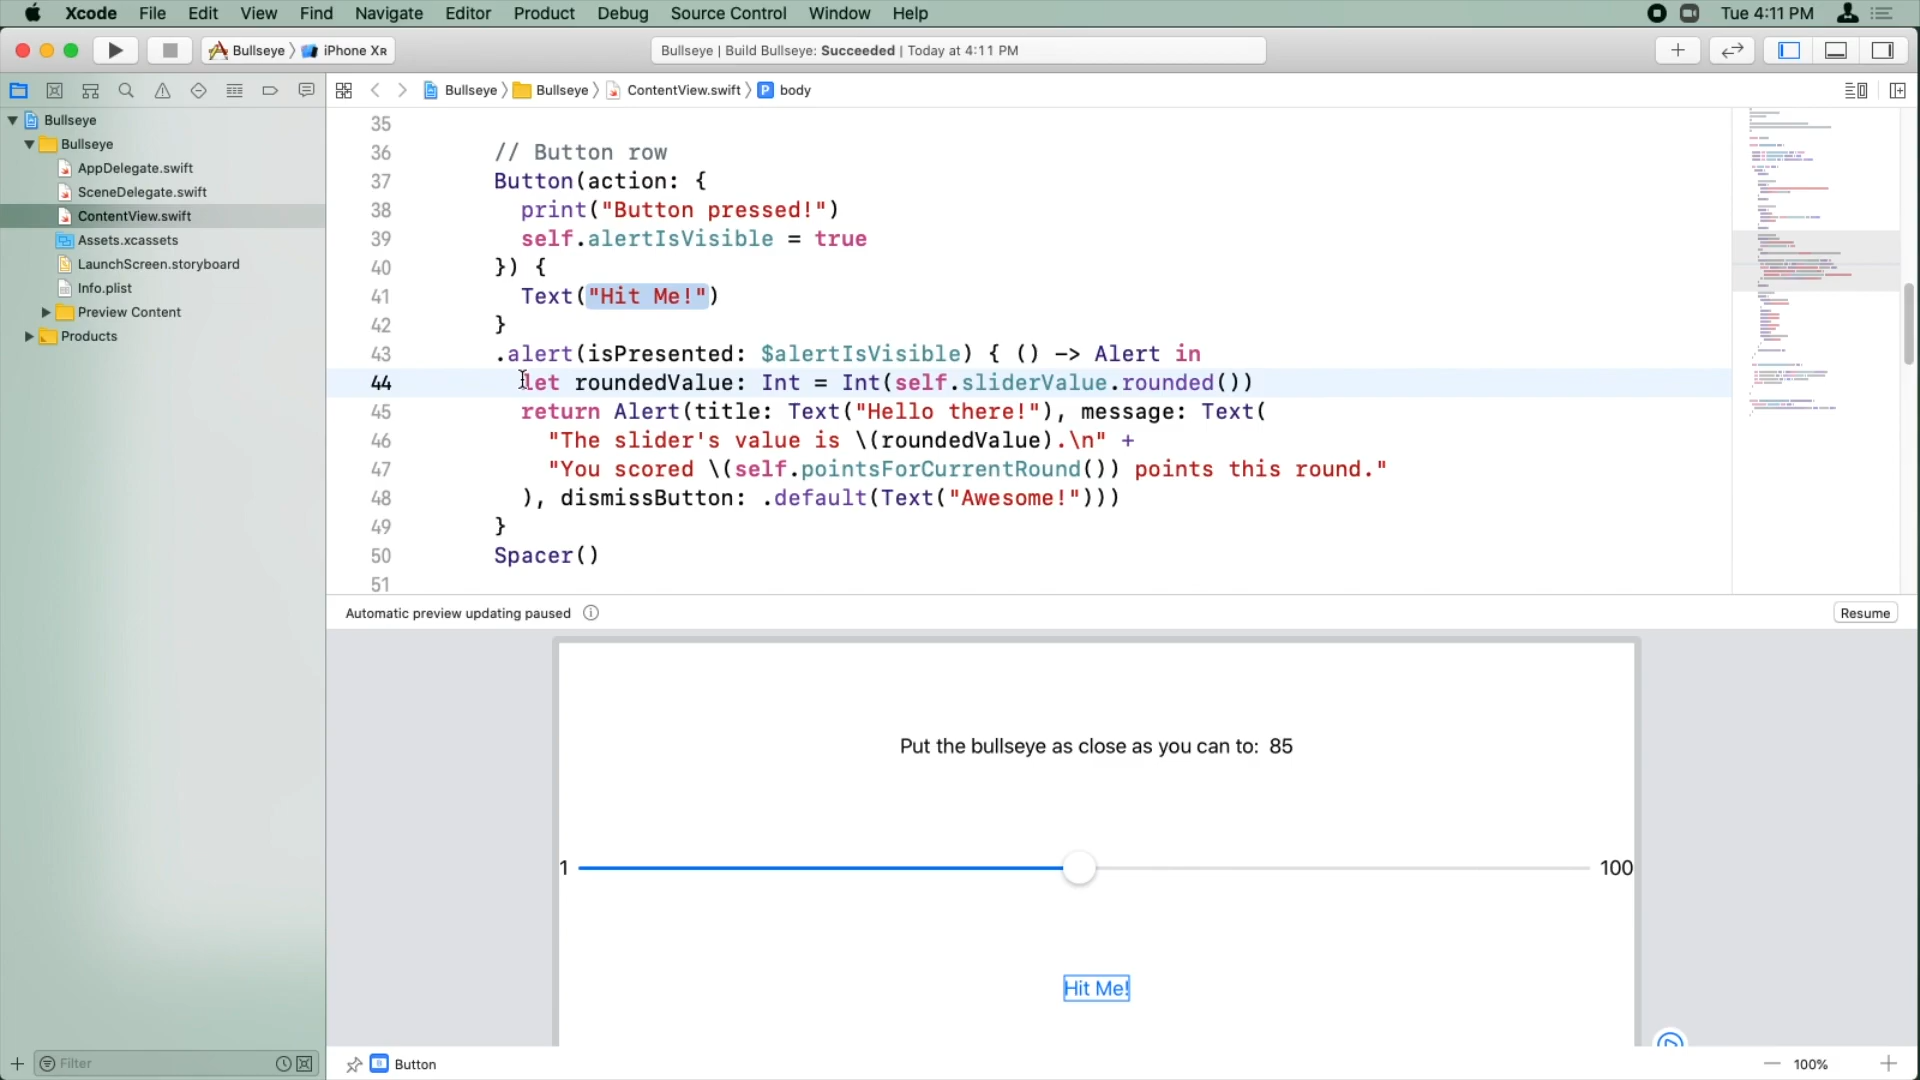 Xcode File Edit View Find Navigate Editor Product Debug Source Control Window Help Tue 4:11 PM
Bullseye 〉 iPhone XR Bullseye | Build Bullseye: Succeeded | Today at 4:11 PM
Bullseye 〉 Bullseye 〉 ContentView.swift 〉 P body
Bullseye
Bullseye
AppDelegate.swift
SceneDelegate.swift
ContentView.swift
Assets.xcassets
LaunchScreen.storyboard
Info.plist
Preview Content
Products
Filter
35
36 // Button row
37 Button(action: {
38 print("Button pressed!")
39 self.alertIsVisible = true
40 }) {
41 Text("Hit Me!")
42 }
43 .alert(isPresented: $alertIsVisible) { () -> Alert in
44 let roundedValue: Int = Int(self.sliderValue.rounded())
45 return Alert(title: Text("Hello there!"), message: Text(
46 "The slider's value is \(roundedValue).\n" +
47 "You scored \(self.pointsForCurrentRound()) points this round."
48 ), dismissButton: .default(Text("Awesome!")))
49 }
50 Spacer()
51
Automatic preview updating paused Resume
Put the bullseye as close as you can to: 85
1 100
Hit Me!
Button 100%